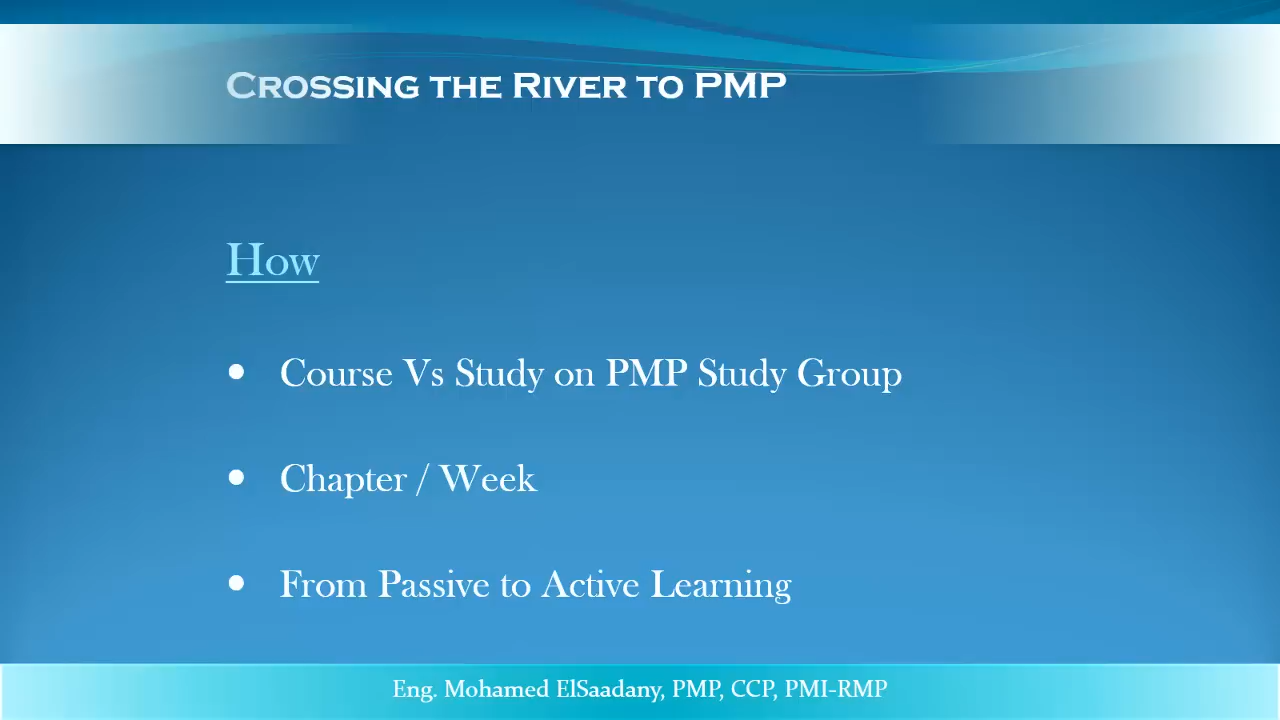 Crossing the River to PMP
How
• Course Vs Study on PMP Study Group
• Chapter / Week
• From Passive to Active Learning
Eng. Mohamed ElSaadany, PMP, CCP, PMI-RMP